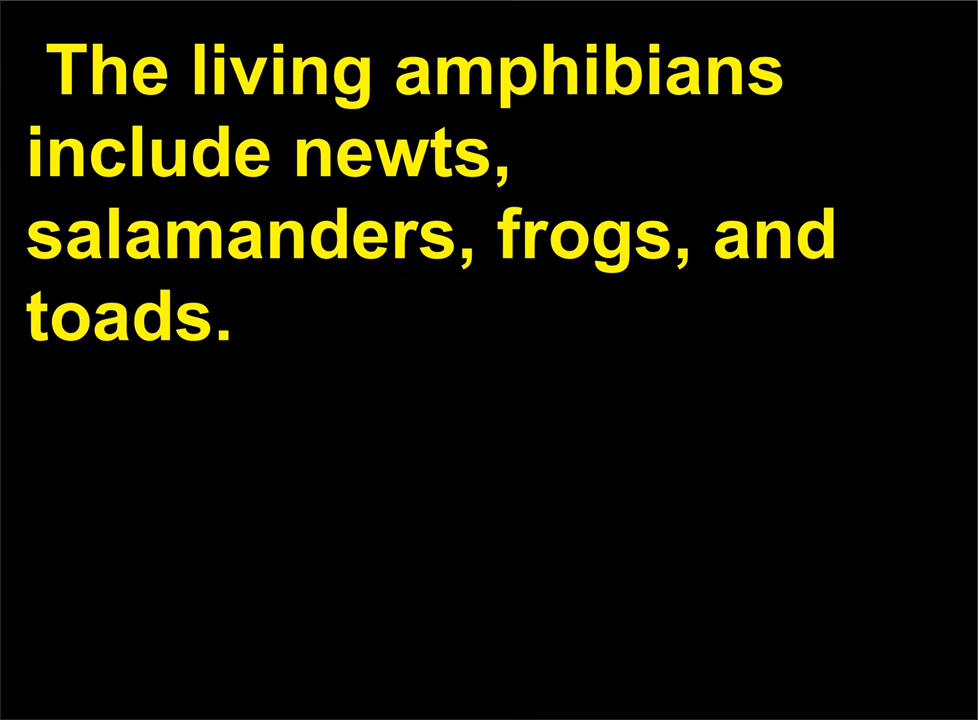 The living amphibians
include newts,
salamanders, frogs, and
toads.